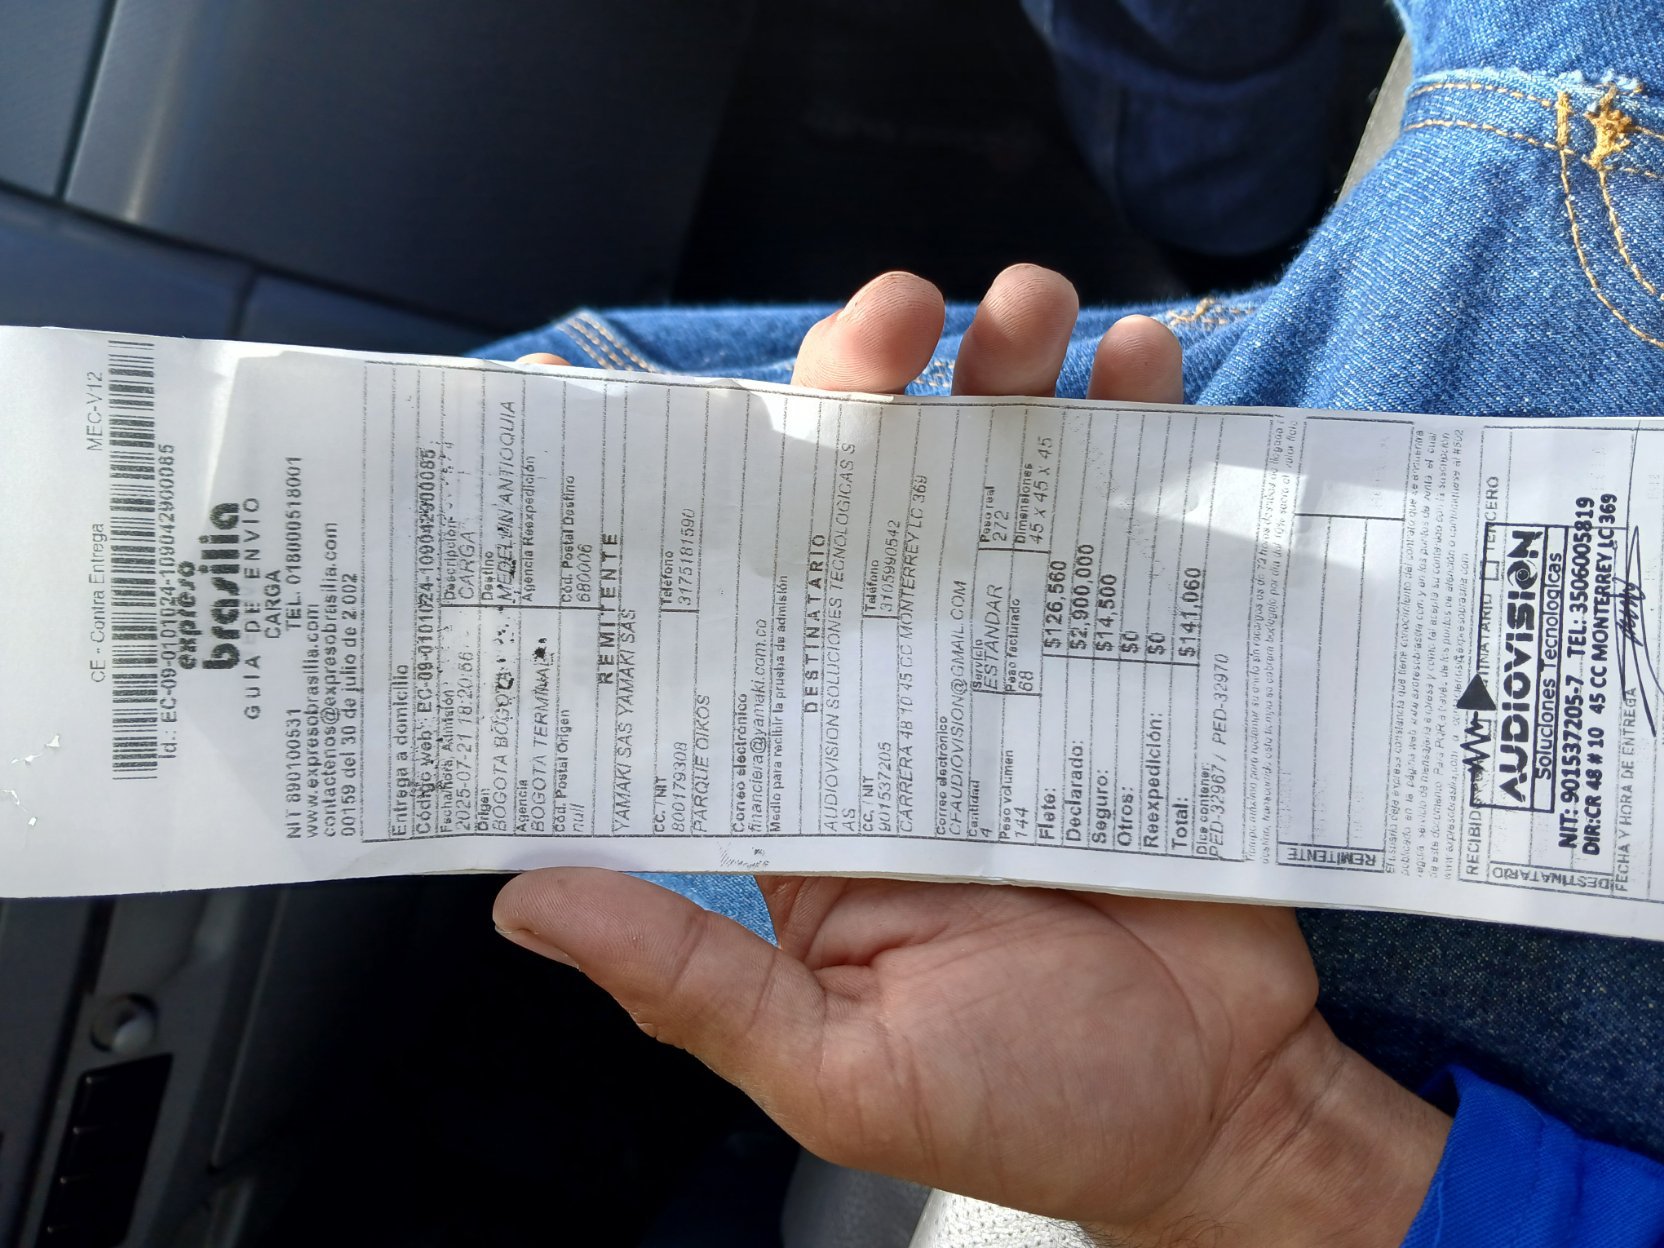 CE - Contra Entrega MEC-V12
Id.: EC-09-0101024-1090429000085
expreso
brasilia
GUIA DE ENVIO
CARGA
NIT 890100531 TEL. 018000518001
www.expresobrasilia.com
contactenos@expresobrasilia.com
00159 del 30 de julio de 2.002
Entrega a domicilio
Código web: EC-09-0101024-1090429000085
Fecha/Hora Admisión Descripción
2025-07-21 18:20:56 CARGA
Origen Destino
BOGOTA BOGOTA MEDELLIN ANTIOQUIA
Agencia Agencia Reexpedición
BOGOTA TERMINAL
Cód. Postal Origen Cód. Postal Destino
null 680006
REMITENTE
YAMAKI SAS YAMAKI SAS
CC. / NIT Teléfono
800179308 3175181590
PARQUE OIKOS
Correo electrónico
financiera@yamaki.com.co
Medio para recibir la prueba de admisión
DESTINATARIO
AUDIOVISION SOLUCIONES TECNOLOGICAS S
AS
CC. / NIT Teléfono
901537205 3105990542
CARRERA 48 10 45 CC MONTERREY LC 369
Correo electrónico
CFAUDIOVISION@GMAIL.COM
Cantidad Servicio Peso real
4 ESTANDAR 272
Peso volumen Peso facturado Dimensiones
144 68 45 X 45 X 45
Flete: $126,560
Declarado: $2,900,000
Seguro: $14,500
Otros: $0
Reexpedición: $0
Total: $141,060
Dice contener:
PED-32967 / PED-32970
REMITENTE
RECIBIDO TERCERO
DESTINATARIO
AUDIOVISION
Soluciones Tecnologicas
NIT: 901537205-7 TEL: 3506005819
DIR:CR 48 # 10 45 CC MONTERREY LC 369
FECHA Y HORA DE ENTREGA